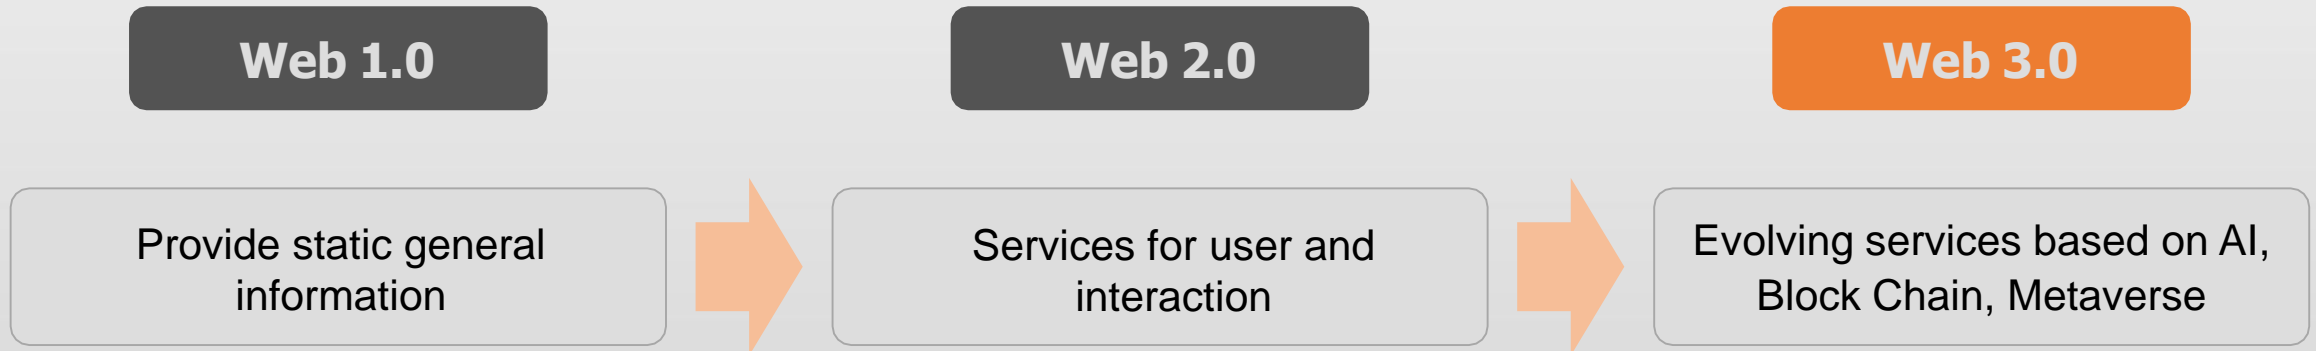 Web 1.0
Web 2.0
Web 3.0
Provide static general
information
Services for user and
interaction
Evolving services based on AI,
Block Chain, Metaverse